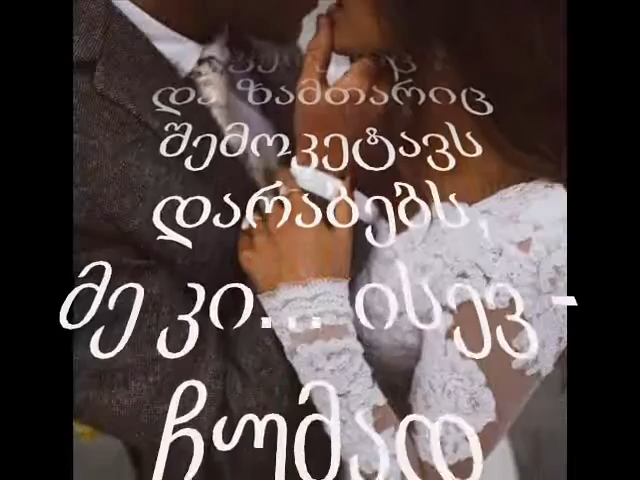 და ზამთარიც
შემოკეტავს
დარაბებს,
მე კი... ისევ -
ჩუმად